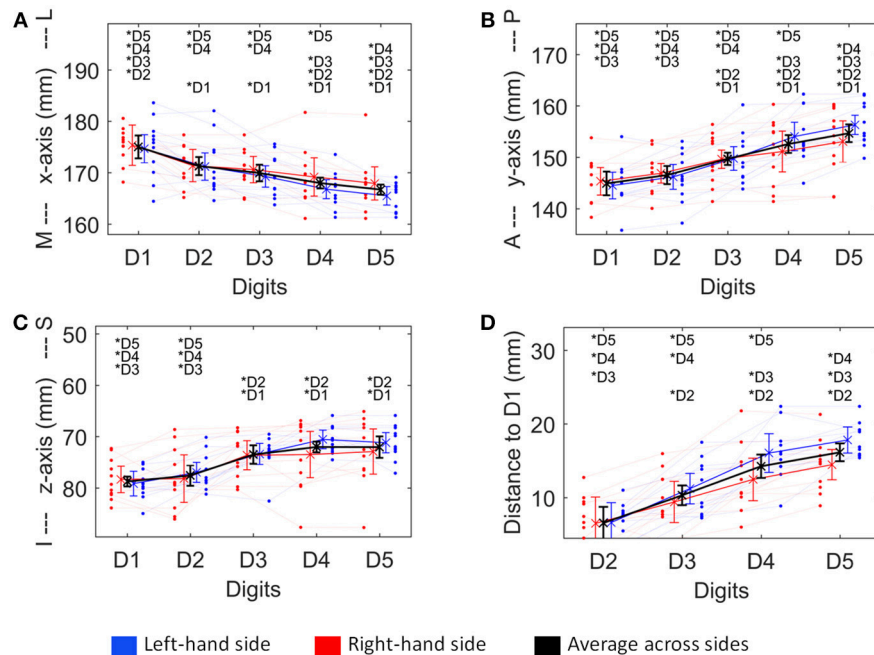 A
M --- x-axis (mm) --- L
190
180
170
160
*D5 *D5 *D5 *D5
*D4 *D4 *D4 *D4
*D3 *D3 *D3
*D2 *D2 *D2
*D1 *D1 *D1 *D1
D1 D2 D3 D4 D5
Digits
B
A --- y-axis (mm) --- P
170
160
150
140
*D5 *D5 *D5 *D5
*D4 *D4 *D4 *D4
*D3 *D3 *D3 *D3
*D2 *D2 *D2
*D1 *D1 *D1
D1 D2 D3 D4 D5
Digits
C
I --- z-axis (mm) --- S
50
60
70
80
*D5 *D5
*D4 *D4
*D3 *D3
*D2 *D2 *D2
*D1 *D1 *D1
D1 D2 D3 D4 D5
Digits
D
Distance to D1 (mm)
30
20
10
*D5 *D5 *D5
*D4 *D4 *D4
*D3 *D3 *D3
*D2 *D2 *D2
D2 D3 D4 D5
Digits
Left-hand side Right-hand side Average across sides